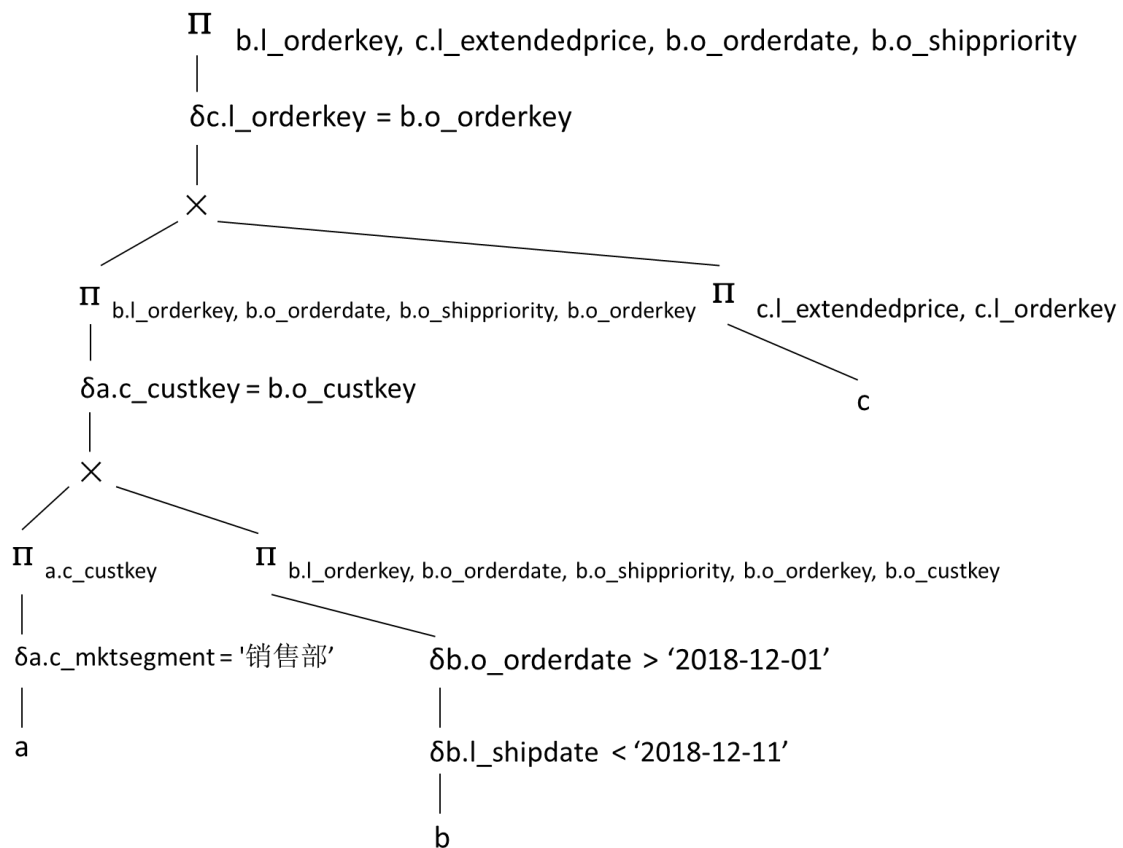 Π b.l_orderkey, c.l_extendedprice, b.o_orderdate, b.o_shippriority
δc.l_orderkey = b.o_orderkey
×
Π b.l_orderkey, b.o_orderdate, b.o_shippriority, b.o_orderkey
Π c.l_extendedprice, c.l_orderkey
δa.c_custkey = b.o_custkey
c
×
Π a.c_custkey
Π b.l_orderkey, b.o_orderdate, b.o_shippriority, b.o_orderkey, b.o_custkey
δa.c_mktsegment = '销售部’
δb.o_orderdate > ‘2018-12-01’
a
δb.l_shipdate < ‘2018-12-11’
b